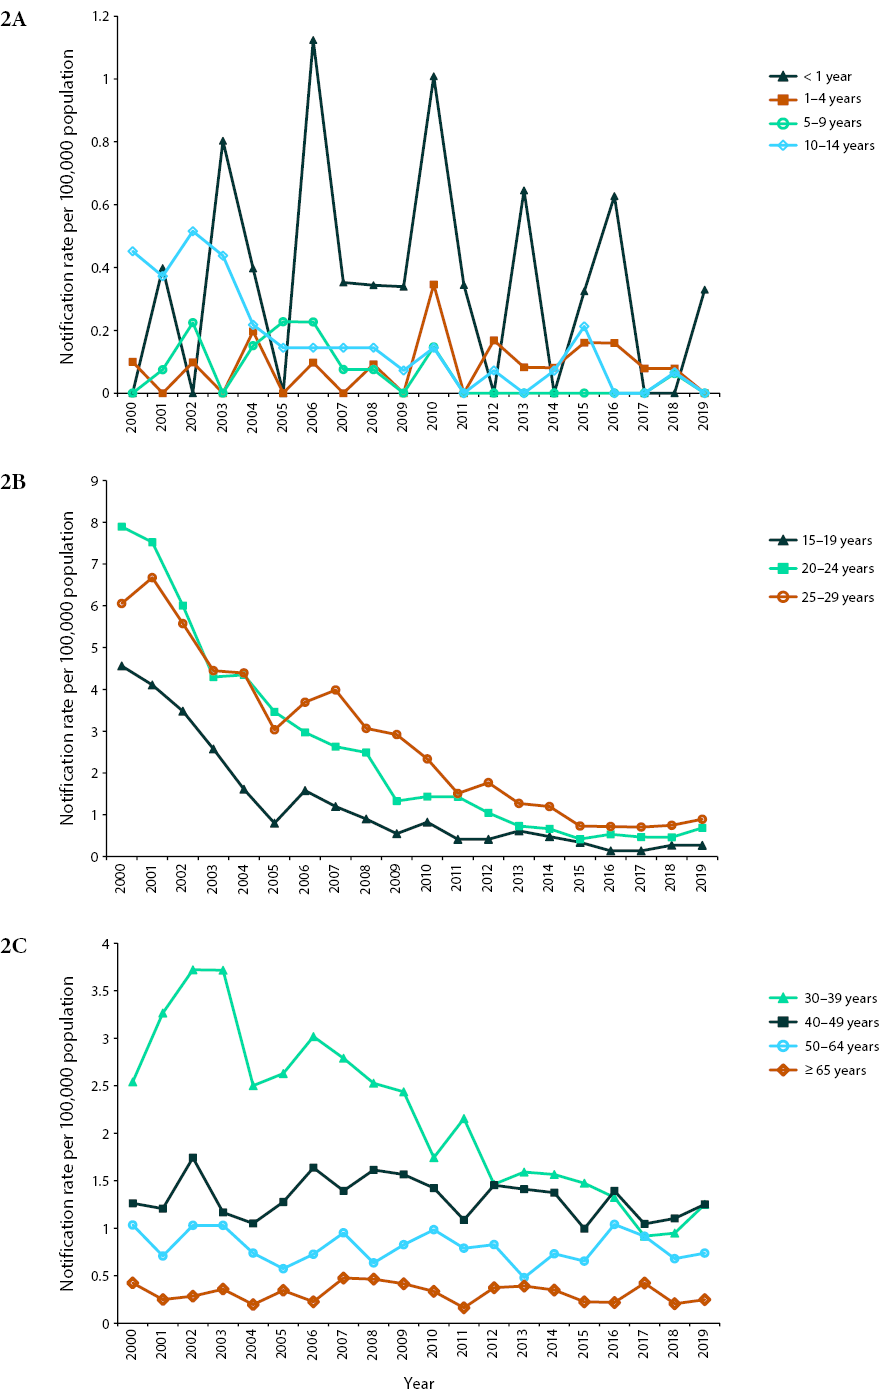 2A
Notification rate per 100,000 population
1.2
1
0.8
0.6
0.4
0.2
0
2000 2001 2002 2003 2004 2005 2006 2007 2008 2009 2010 2011 2012 2013 2014 2015 2016 2017 2018 2019
< 1 year
1–4 years
5–9 years
10–14 years
2B
Notification rate per 100,000 population
9
8
7
6
5
4
3
2
1
0
2000 2001 2002 2003 2004 2005 2006 2007 2008 2009 2010 2011 2012 2013 2014 2015 2016 2017 2018 2019
15–19 years
20–24 years
25–29 years
2C
Notification rate per 100,000 population
4
3.5
3
2.5
2
1.5
1
0.5
0
2000 2001 2002 2003 2004 2005 2006 2007 2008 2009 2010 2011 2012 2013 2014 2015 2016 2017 2018 2019
Year
30–39 years
40–49 years
50–64 years
≥ 65 years